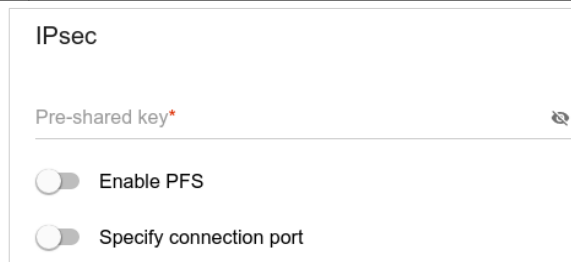 IPsec
Pre-shared key*
Enable PFS
Specify connection port